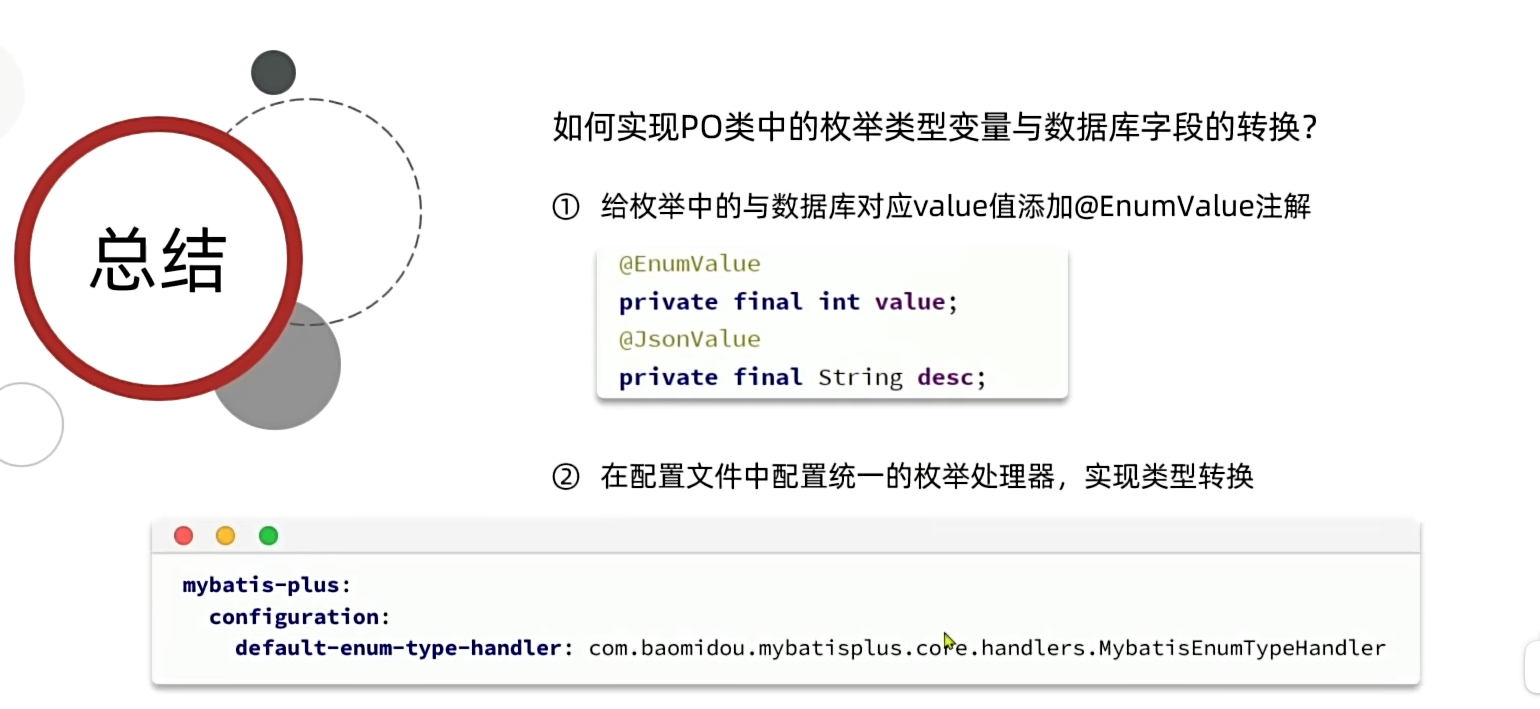 总结
如何实现PO类中的枚举类型变量与数据库字段的转换？
① 给枚举中的与数据库对应value值添加@EnumValue注解
@EnumValue
private final int value;
@JsonValue
private final String desc;
② 在配置文件中配置统一的枚举处理器，实现类型转换
mybatis-plus:
  configuration:
    default-enum-type-handler: com.baomidou.mybatisplus.core.handlers.MybatisEnumTypeHandler